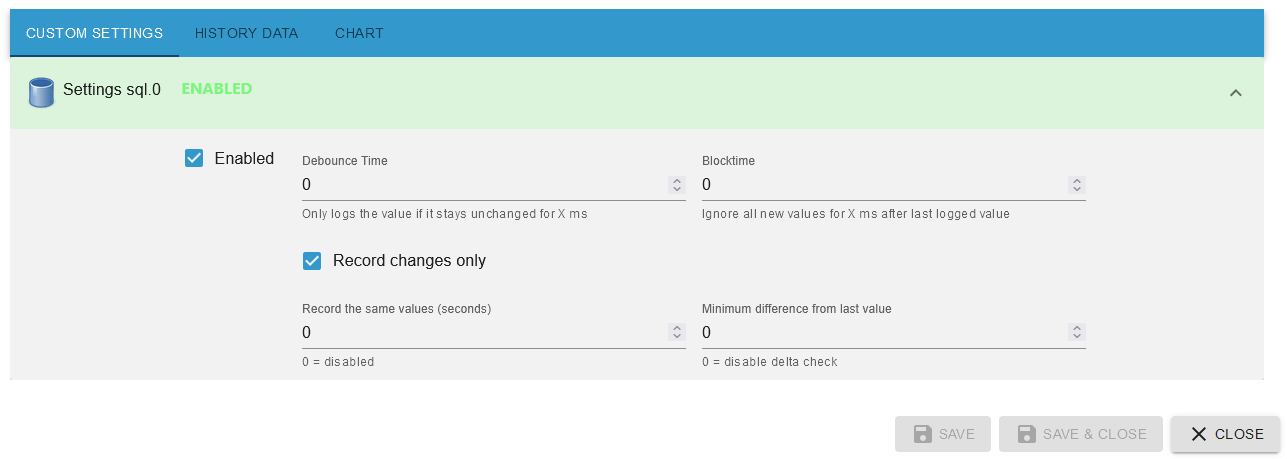 CUSTOM SETTINGS HISTORY DATA CHART
Settings sql.0 ENABLED
Enabled
Debounce Time Blocktime
0 0
Only logs the value if it stays unchanged for X ms Ignore all new values for X ms after last logged value
Record changes only
Record the same values (seconds) Minimum difference from last value
0 0
0 = disabled 0 = disable delta check
SAVE SAVE & CLOSE CLOSE